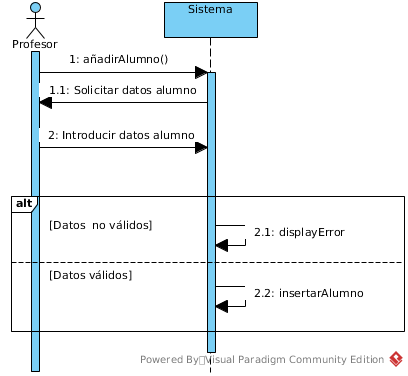 Sistema
Profesor
1: añadirAlumno()
1.1: Solicitar datos alumno
2: Introducir datos alumno
alt
[Datos  no válidos]
2.1: displayError
[Datos válidos]
2.2: insertarAlumno
Powered By Visual Paradigm Community Edition